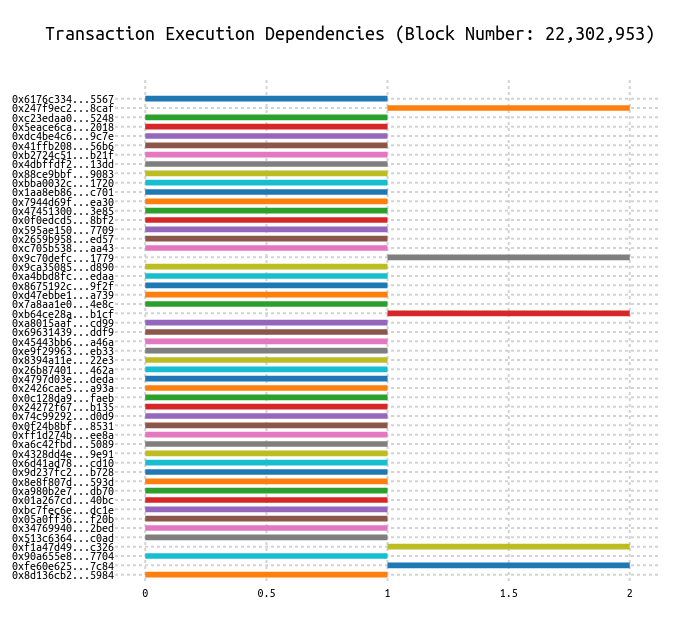 Transaction Execution Dependencies (Block Number: 22,302,953)
0x6176c334...5567
0x247f9ec2...8caf
0xc23edaa0...5248
0x5eace6ca...2018
0xdc4be4c6...9c7e
0x41ffb208...56b6
0xb2724c51...b21f
0x4dbffdf2...13dd
0x88ce9bbf...9083
0xbba0032c...1720
0x1aa8eb86...c701
0x7944d69f...ea30
0x47451300...3e85
0x0f0edcd5...8bf2
0x595ae150...7709
0x2659b958...ed57
0xc705b538...aa43
0x9c70defc...1779
0x9ca35085...d890
0xa4bbd8fc...edaa
0x8675192c...9f2f
0xd47ebbe1...a739
0x7a8aa1e0...4e8c
0xb64ce28a...b1cf
0xa8015aaf...cd99
0x69631439...ddf9
0x45443bb6...a46a
0xe9f29963...eb33
0x8394a11e...22e3
0x26b87401...462a
0x4797d03e...deda
0x2426cae5...a93a
0x0c128da9...faeb
0x24272f67...b135
0x74c99292...d0d9
0x0f24b8bf...8531
0xff1d274b...ee8a
0xa6c42fbd...5089
0x4328dd4e...9e91
0x6d41ad78...cd10
0x9d237fc2...b728
0x8e8f807d...593d
0xa980b2e7...db70
0x01a267cd...40bc
0xbc7fec6e...dc1e
0x05a0ff36...f20b
0x34769940...2bed
0x513c6364...c0ad
0xf1a47d49...c326
0x90a655e8...7704
0xfe60e625...7c84
0x8d136cb2...5984
0 0.5 1 1.5 2